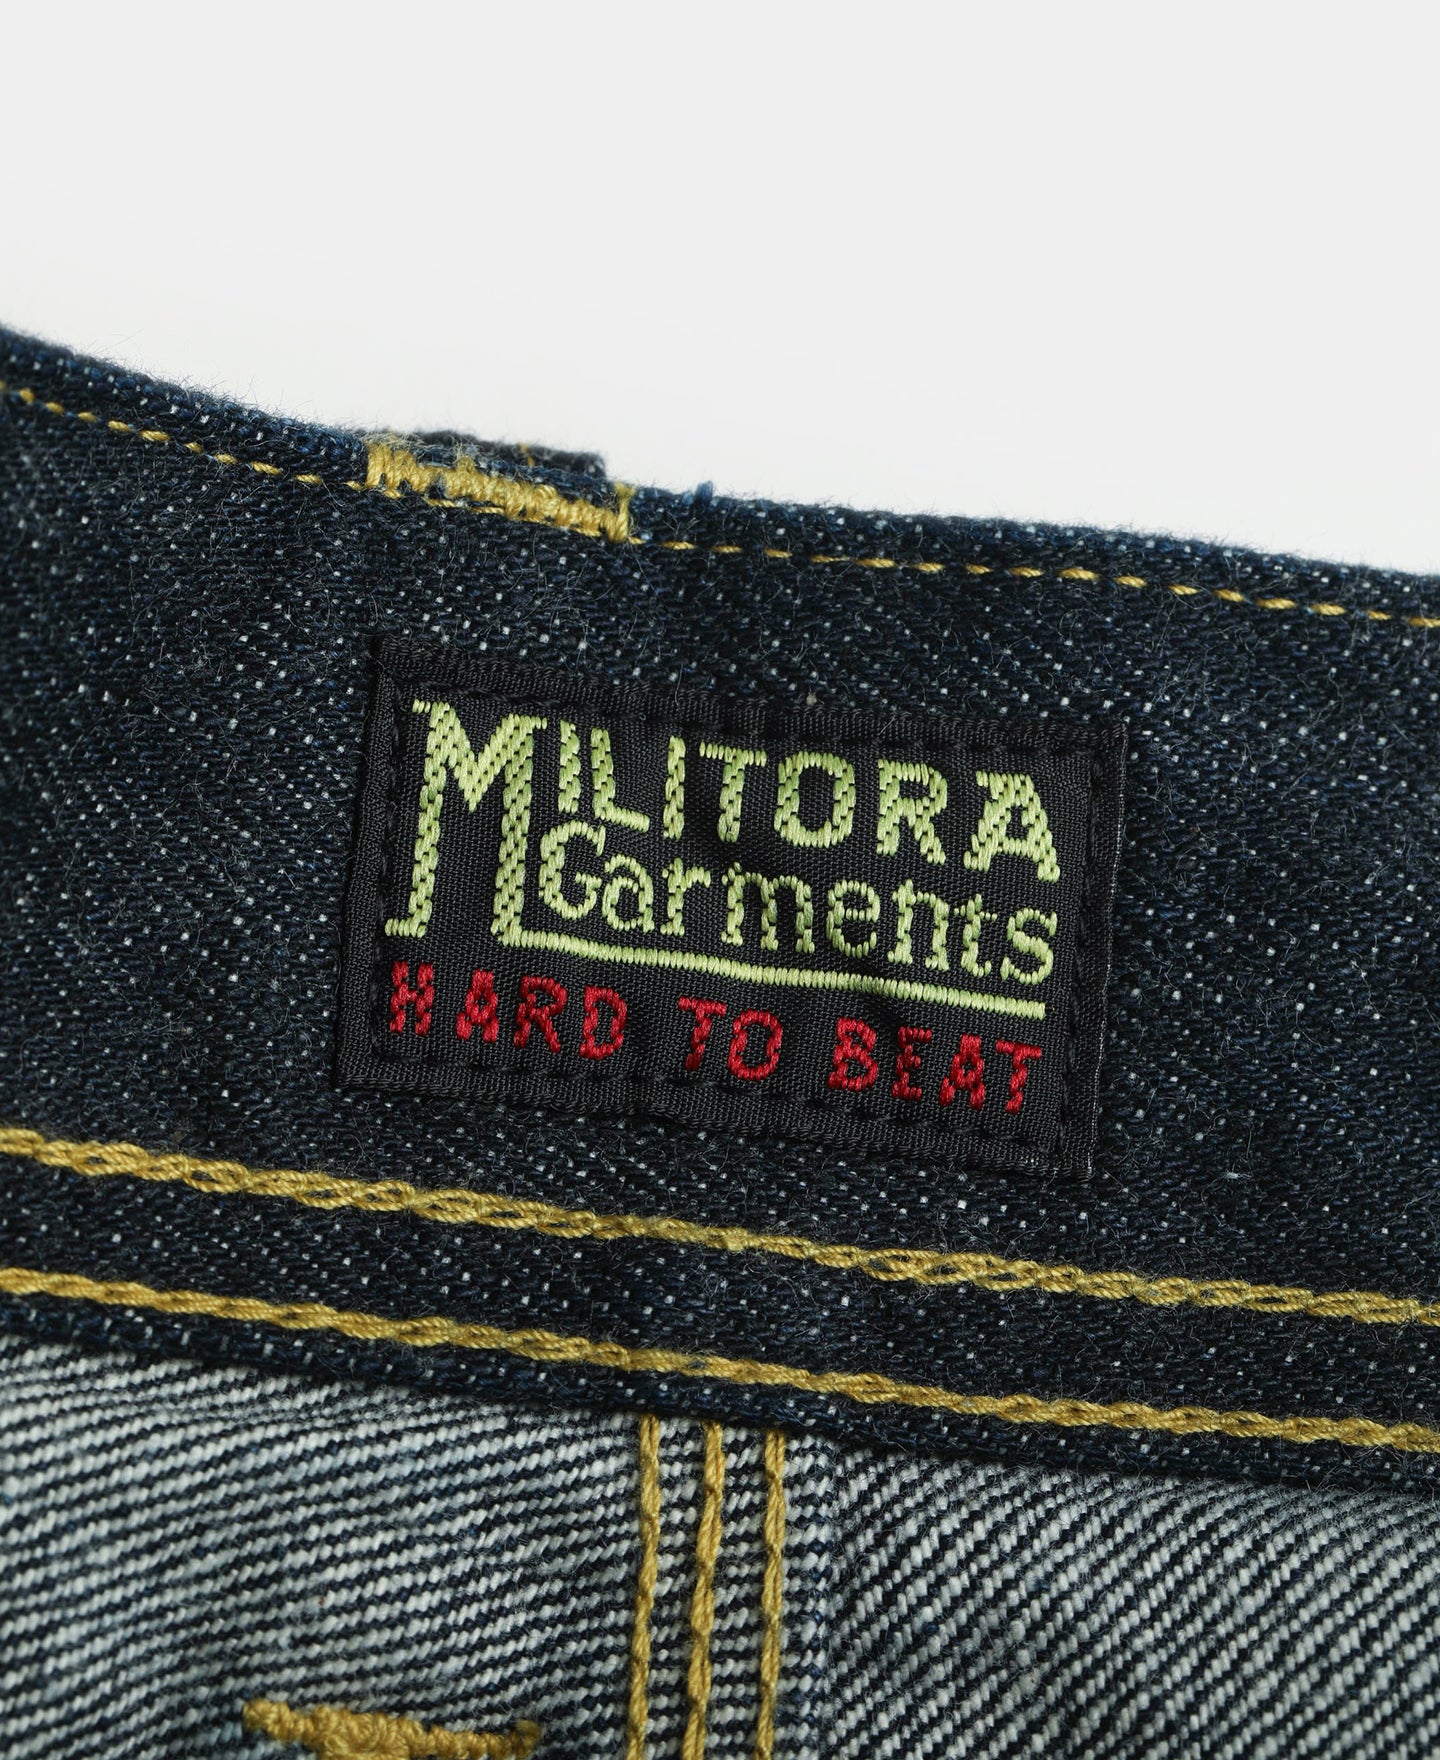 MILITORA
Garments
HARD TO BEAT